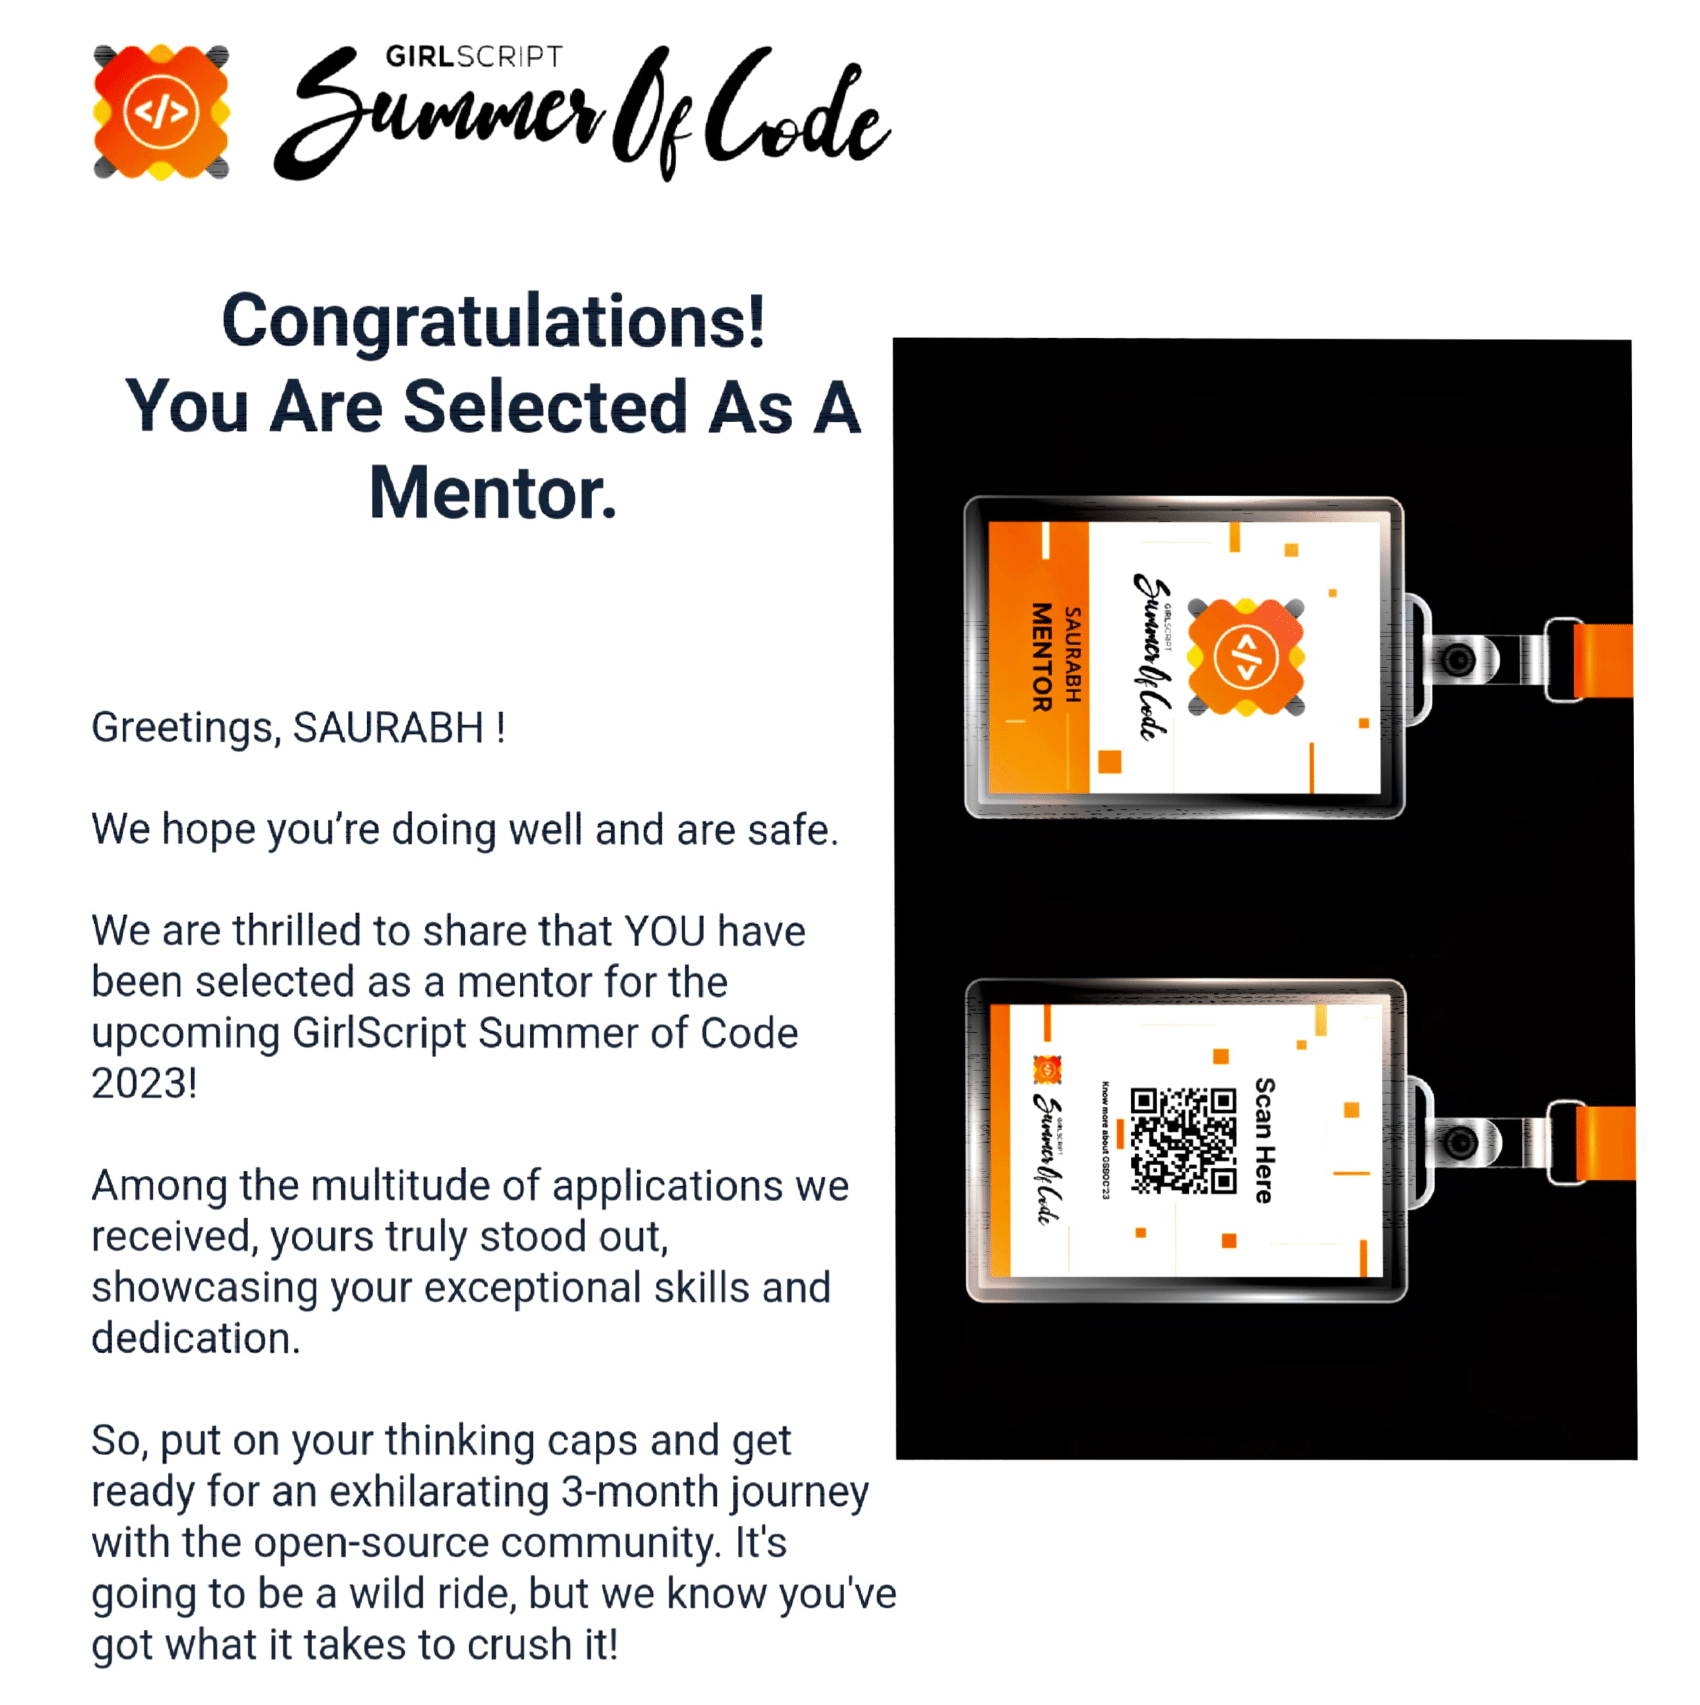 GIRLSCRIPT
Summer Of Code
Congratulations!
You Are Selected As A
Mentor.
Greetings, SAURABH !
We hope you’re doing well and are safe.
We are thrilled to share that YOU have
been selected as a mentor for the
upcoming GirlScript Summer of Code
2023!
Among the multitude of applications we
received, yours truly stood out,
showcasing your exceptional skills and
dedication.
So, put on your thinking caps and get
ready for an exhilarating 3-month journey
with the open-source community. It's
going to be a wild ride, but we know you've
got what it takes to crush it!
</>
GIRLSCRIPT
Summer Of Code
SAURABH
MENTOR
Scan Here
Know more about GSSOC'23
GIRLSCRIPT
Summer Of Code